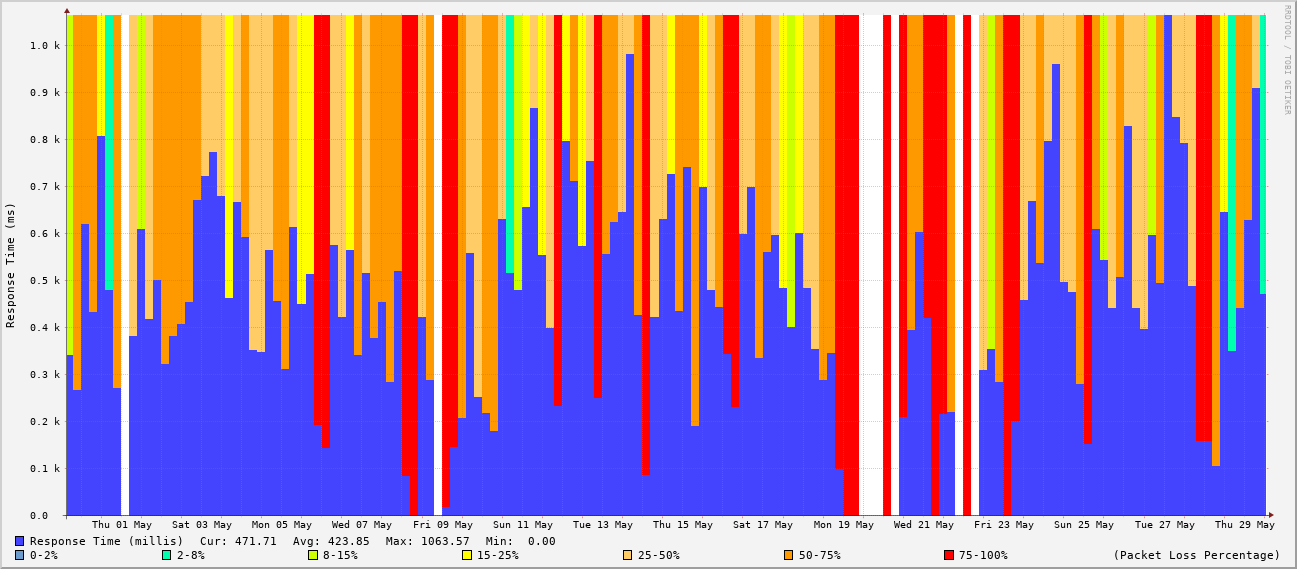 RRDTOOL / TOBI OETIKER
Response Time (ms)
1.0 k
0.9 k
0.8 k
0.7 k
0.6 k
0.5 k
0.4 k
0.3 k
0.2 k
0.1 k
0.0
Thu 01 May Sat 03 May Mon 05 May Wed 07 May Fri 09 May Sun 11 May Tue 13 May Thu 15 May Sat 17 May Mon 19 May Wed 21 May Fri 23 May Sun 25 May Tue 27 May Thu 29 May
Response Time (millis) Cur: 471.71 Avg: 423.85 Max: 1063.57 Min: 0.00
0-2% 2-8% 8-15% 15-25% 25-50% 50-75% 75-100% (Packet Loss Percentage)